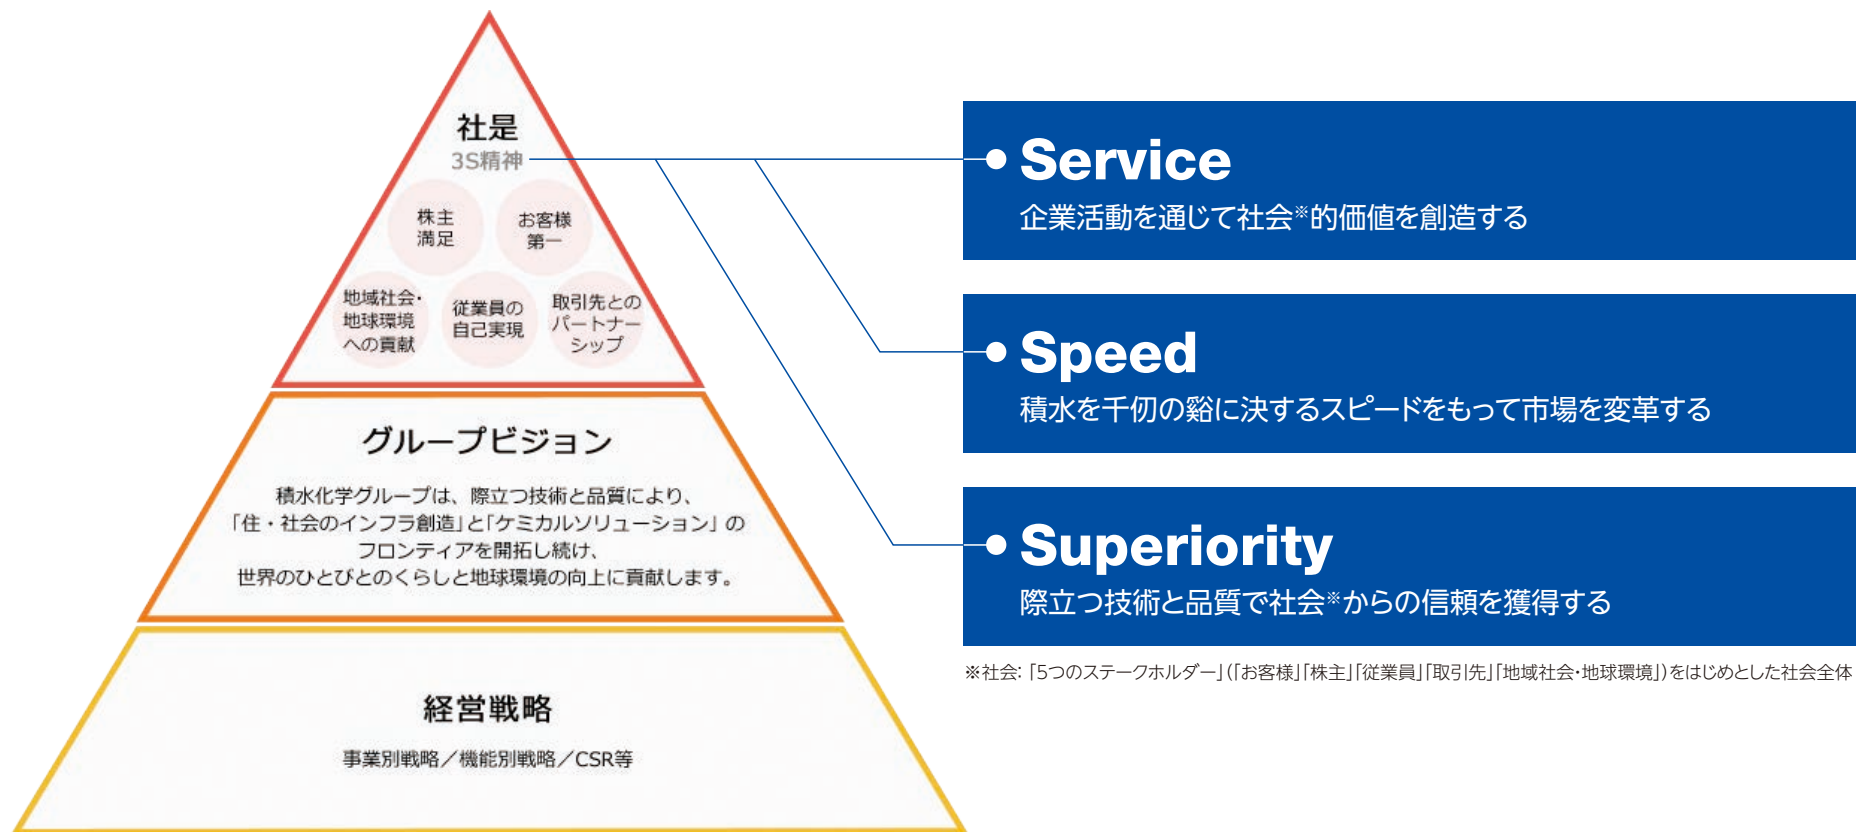 社是
3S精神
株主
満足
お客様
第一
地域社会・
地球環境
への貢献
従業員の
自己実現
取引先との
パートナー
シップ
グループビジョン
積水化学グループは、際立つ技術と品質により、
「住・社会のインフラ創造」と「ケミカルソリューション」の
フロンティアを開拓し続け、
世界のひとびとのくらしと地球環境の向上に貢献します。
経営戦略
事業別戦略／機能別戦略／CSR等
Service
企業活動を通じて社会※的価値を創造する
Speed
積水を千仞の谿に決するスピードをもって市場を変革する
Superiority
際立つ技術と品質で社会※からの信頼を獲得する
※社会:「5つのステークホルダー」(「お客様」「株主」「従業員」「取引先」「地域社会・地球環境」)をはじめとした社会全体